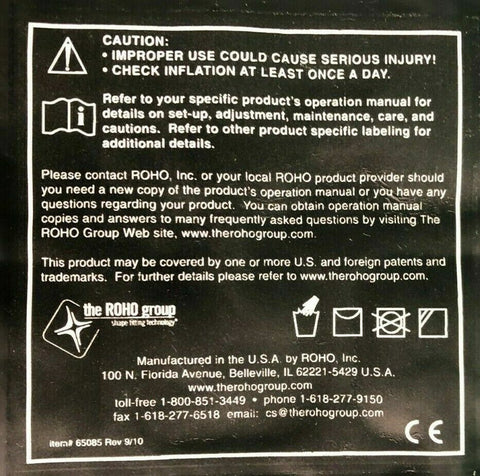 CAUTION:
• IMPROPER USE COULD CAUSE SERIOUS INJURY!
• CHECK INFLATION AT LEAST ONCE A DAY.
Refer to your specific product's operation manual for
details on set-up, adjustment, maintenance, care, and
cautions. Refer to other product specific labeling for
additional details.
Please contact ROHO, Inc. or your local ROHO product provider should
you need a new copy of the product's operation manual or you have any
questions regarding your product. You can obtain operation manual
copies and answers to many frequently asked questions by visiting The
ROHO Group Web site, www.therohogroup.com.
This product may be covered by one or more U.S. and foreign patents and
trademarks. For further details please refer to www.therohogroup.com.
the ROHO group
shape fitting technology®
Manufactured in the U.S.A. by ROHO, Inc.
100 N. Florida Avenue, Belleville, IL 62221-5429 U.S.A.
www.therohogroup.com
toll-free 1-800-851-3449 • phone 1-618-277-9150
fax 1-618-277-6518 email: cs@therohogroup.com
item# 65085 Rev 9/10
CE